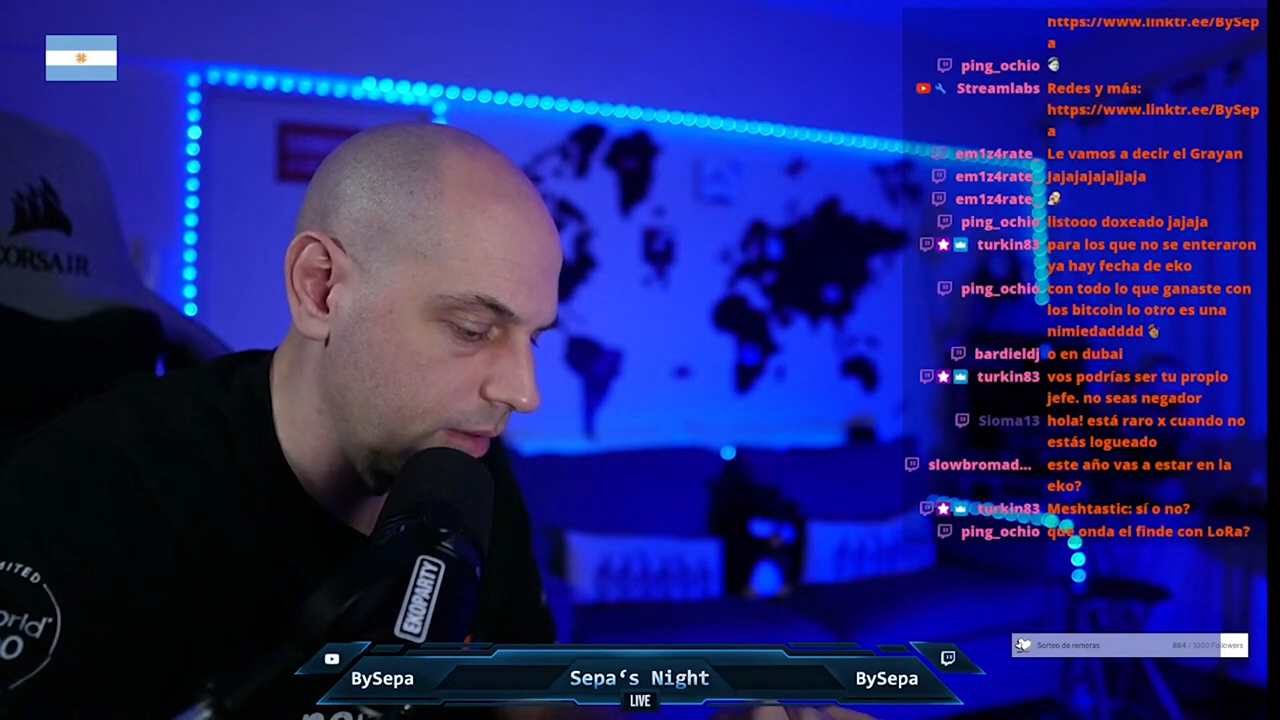 https://www.linktr.ee/BySep
a
ping_ochio
Streamlabs Redes y más:
https://www.linktr.ee/BySep
a
em1z4rate Le vamos a decir el Grayan
em1z4rate Jajajajajajjaja
em1z4rate
ping_ochio listooo doxeado jajaja
turkin83 para los que no se enteraron
ya hay fecha de eko
ping_ochio con todo lo que ganaste con
los bitcoin lo otro es una
nimiedadddd
bardieldj o en dubai
turkin83 vos podrías ser tu propio
jefe. no seas negador
Sioma13 hola! está raro x cuando no
estás logueado
slowbromad... este año vas a estar en la
eko?
turkin83 Meshtastic: sí o no?
ping_ochio que onda el finde con LoRa?
CORSAIR
EKOPARTY
Sorteo de remeras 884 / 1000 Followers
BySepa Sepa‘s Night BySepa
LIVE